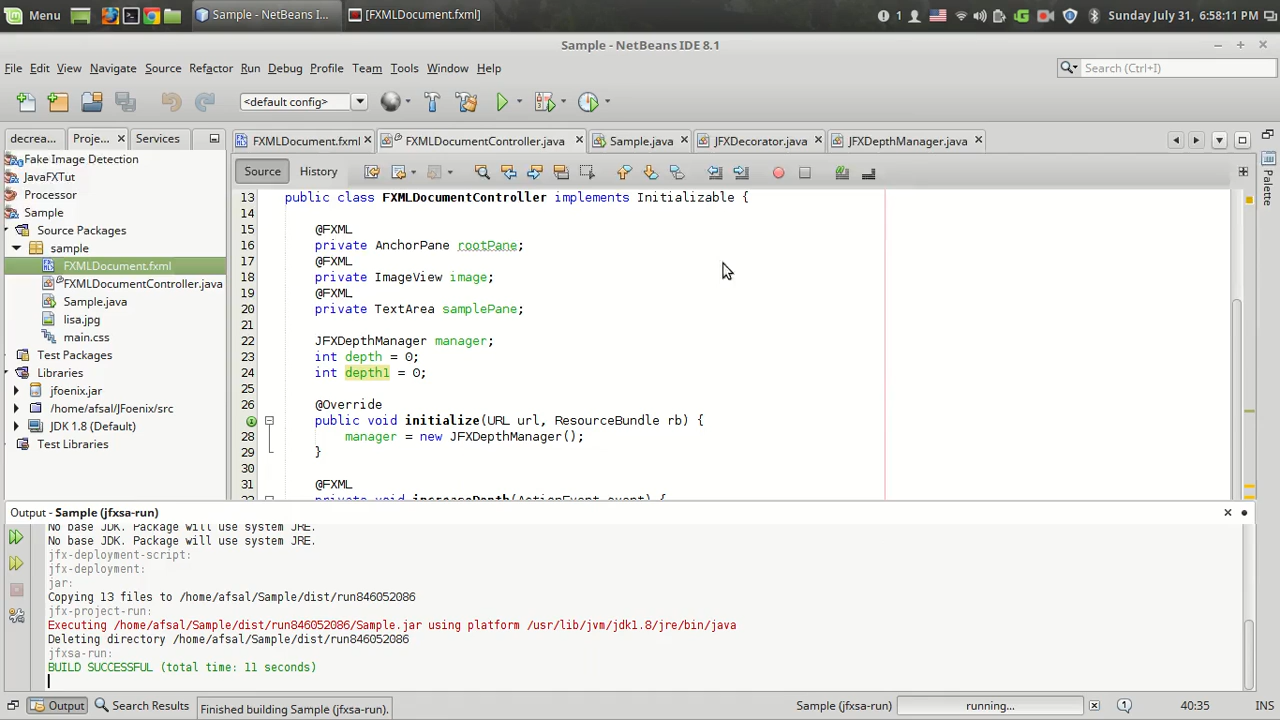 Menu
Sample - NetBeans I...
[FXMLDocument.fxml]
1
Sunday July 31, 6:58:11 PM
Sample - NetBeans IDE 8.1
File Edit View Navigate Source Refactor Run Debug Profile Team Tools Window Help
Search (Ctrl+I)
<default config>
decrea... Proje... Services
FXMLDocument.fxml FXMLDocumentController.java Sample.java JFXDecorator.java JFXDepthManager.java
Palette
Source History
Fake Image Detection
JavaFXTut
Processor
Sample
Source Packages
sample
FXMLDocument.fxml
FXMLDocumentController.java
Sample.java
lisa.jpg
main.css
Test Packages
Libraries
jfoenix.jar
/home/afsal/JFoenix/src
JDK 1.8 (Default)
Test Libraries
13 public class FXMLDocumentController implements Initializable {
14
15 @FXML
16 private AnchorPane rootPane;
17 @FXML
18 private ImageView image;
19 @FXML
20 private TextArea samplePane;
21
22 JFXDepthManager manager;
23 int depth = 0;
24 int depth1 = 0;
25
26 @Override
public void initialize(URL url, ResourceBundle rb) {
28 manager = new JFXDepthManager();
29 }
30
31 @FXML
32 private void increaseDepth(ActionEvent event) {
Output - Sample (jfxsa-run)
No base JDK. Package will use system JRE.
No base JDK. Package will use system JRE.
jfx-deployment-script:
jfx-deployment:
jar:
Copying 13 files to /home/afsal/Sample/dist/run846052086
jfx-project-run:
Executing /home/afsal/Sample/dist/run846052086/Sample.jar using platform /usr/lib/jvm/jdk1.8/jre/bin/java
Deleting directory /home/afsal/Sample/dist/run846052086
jfxsa-run:
BUILD SUCCESSFUL (total time: 11 seconds)
Output Search Results Finished building Sample (jfxsa-run). Sample (jfxsa-run) running... 1 40:35 INS